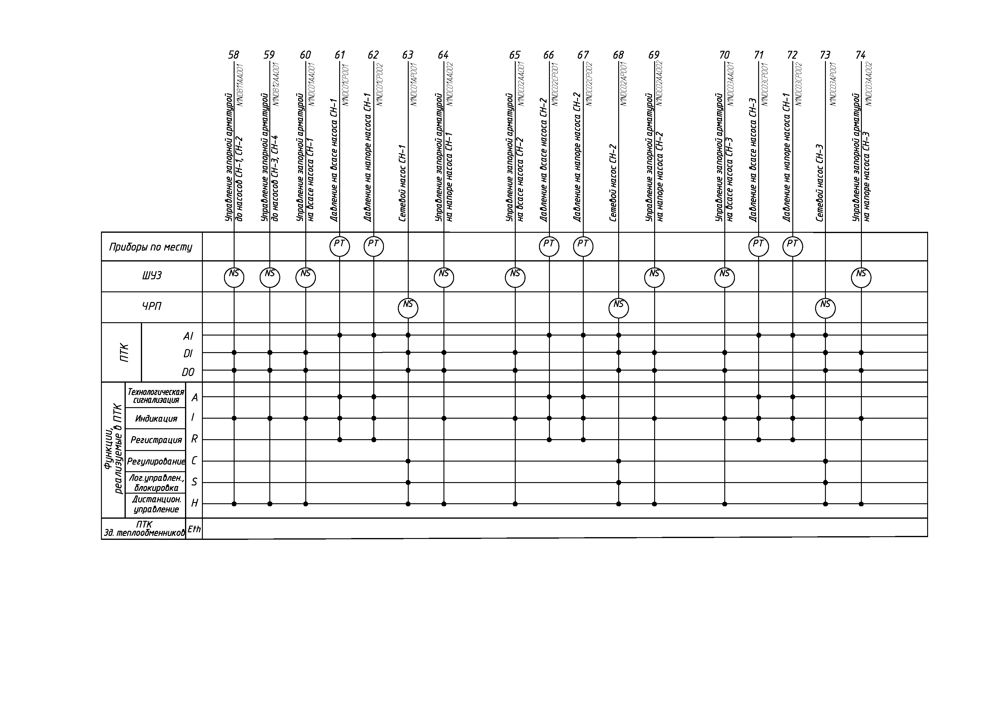 58
Управление запорной арматурой
до насосов СН-1, СН-2
N1NDB11AA001
59
Управление запорной арматурой
до насосов СН-3, СН-4
N1NDB12AA001
60
Управление запорной арматурой
на всасе насоса СН-1
N1NDC01AA001
61
Давление на всасе насоса СН-1
N1NDC01CP001
62
Давление на напоре насоса СН-1
N1NDC01CP002
63
Сетевой насос СН-1
N1NDC01AP001
64
Управление запорной арматурой
на напоре насоса СН-1
N1NDC01AA002
65
Управление запорной арматурой
на всасе насоса СН-2
N1NDC02AA001
66
Давление на всасе насоса СН-2
N1NDC02CP001
67
Давление на напоре насоса СН-2
N1NDC02CP002
68
Сетевой насос СН-2
N1NDC02AP001
69
Управление запорной арматурой
на напоре насоса СН-2
N1NDC02AA002
70
Управление запорной арматурой
на всасе насоса СН-3
N1NDC03AA001
71
Давление на всасе насоса СН-3
N1NDC03CP001
72
Давление на напоре насоса СН-1
N1NDC03CP002
73
Сетевой насос СН-3
N1NDC03AP001
74
Управление запорной арматурой
на напоре насоса СН-3
N1NDC03AA002
Приборы по месту
PT PT PT PT PT PT
ШУЗ
NS NS NS NS NS NS NS NS
ЧРП
NS NS NS
ПТК
AI
DI
DO
Функции,
реализуемые в ПТК
Технологическая
сигнализация
A
Индикация
I
Регистрация
R
Регулирование
C
Лог.управлен.,
блокировка
S
Дистанцион.
управление
H
ПТК
Зд. теплообменников
Eth